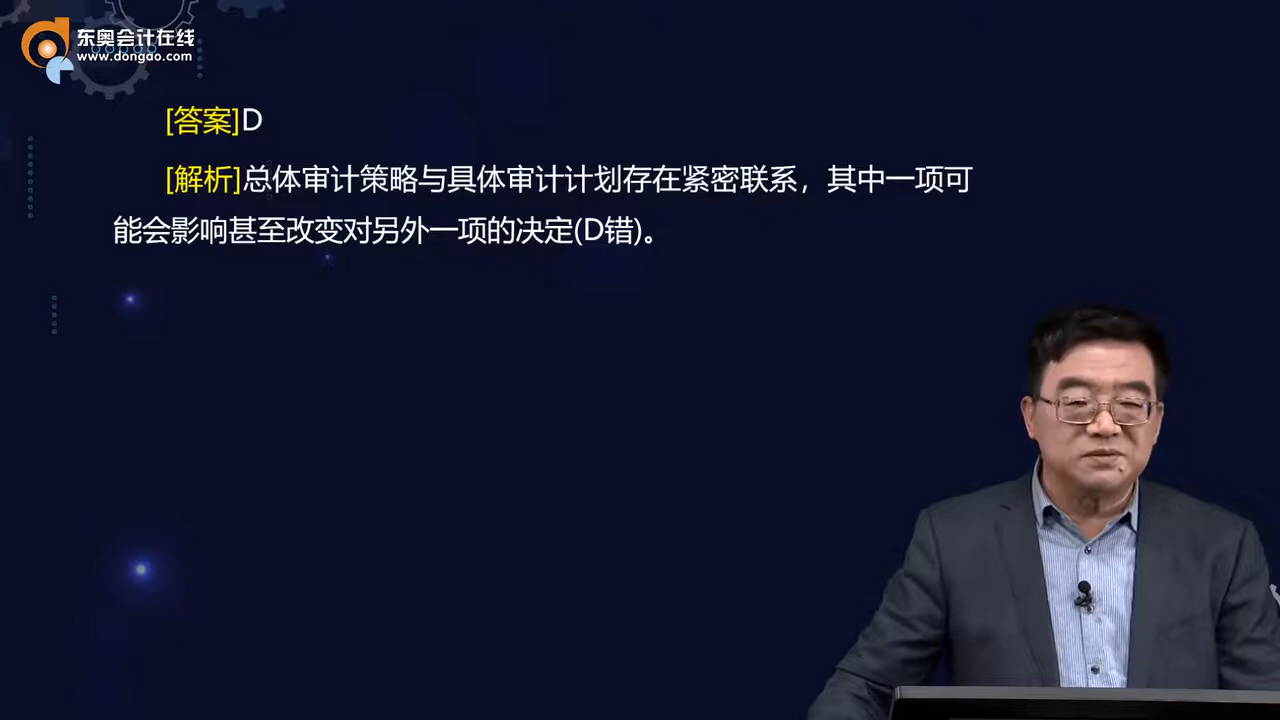 东奥会计在线
www.dongao.com
[答案]D
[解析]总体审计策略与具体审计计划存在紧密联系，其中一项可
能会影响甚至改变对另外一项的决定(D错)。